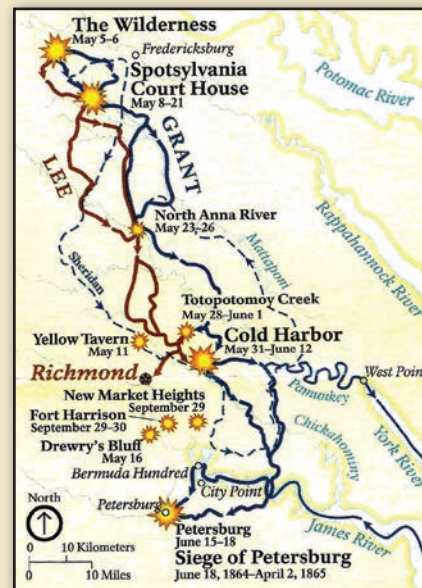 The Wilderness
May 5–6
Fredericksburg
Spotsylvania
Court House
May 8–21
Potomac River
GRANT
LEE
Rappahannock River
North Anna River
May 23–26
Mattaponi
Sheridan
Totopotomoy Creek
May 28–June 1
Yellow Tavern
May 11
Cold Harbor
May 31–June 12
Richmond
West Point
Pamunkey
New Market Heights
September 29
Fort Harrison
September 29–30
Chickahominy
York River
Drewry's Bluff
May 16
Bermuda Hundred
City Point
North
Petersburg
James River
Petersburg
June 15–18
0 10 Kilometers
0 10 Miles
Siege of Petersburg
June 18, 1864–April 2, 1865